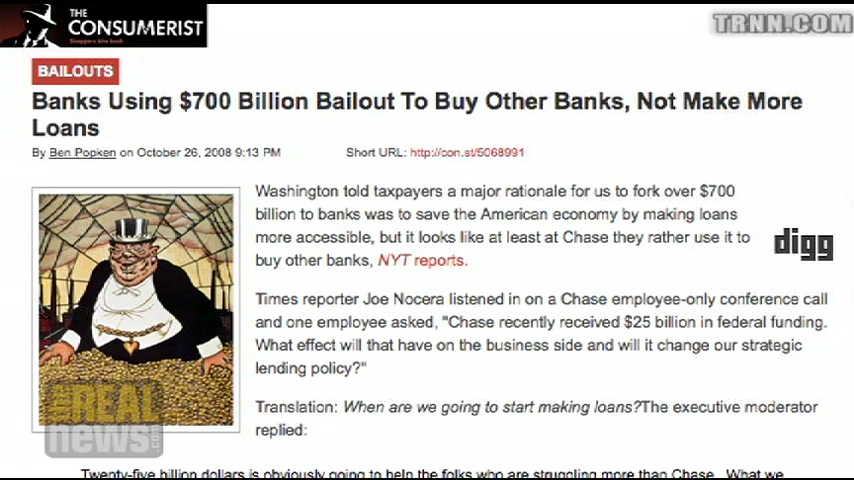 THE
CONSUMERIST
Shoppers bite back
TRNN.COM
BAILOUTS
Banks Using $700 Billion Bailout To Buy Other Banks, Not Make More
Loans
By Ben Popken on October 26, 2008 9:13 PM
Short URL: http://con.st/5068991
Washington told taxpayers a major rationale for us to fork over $700
billion to banks was to save the American economy by making loans
more accessible, but it looks like at least at Chase they rather use it to
buy other banks, NYT reports.
digg
Times reporter Joe Nocera listened in on a Chase employee-only conference call
and one employee asked, "Chase recently received $25 billion in federal funding.
What effect will that have on the business side and will it change our strategic
lending policy?"
Translation: When are we going to start making loans?The executive moderator
replied:
THE REAL
news.com
Twenty-five billion dollars is obviously going to help the folks who are struggling more than Chase. What we